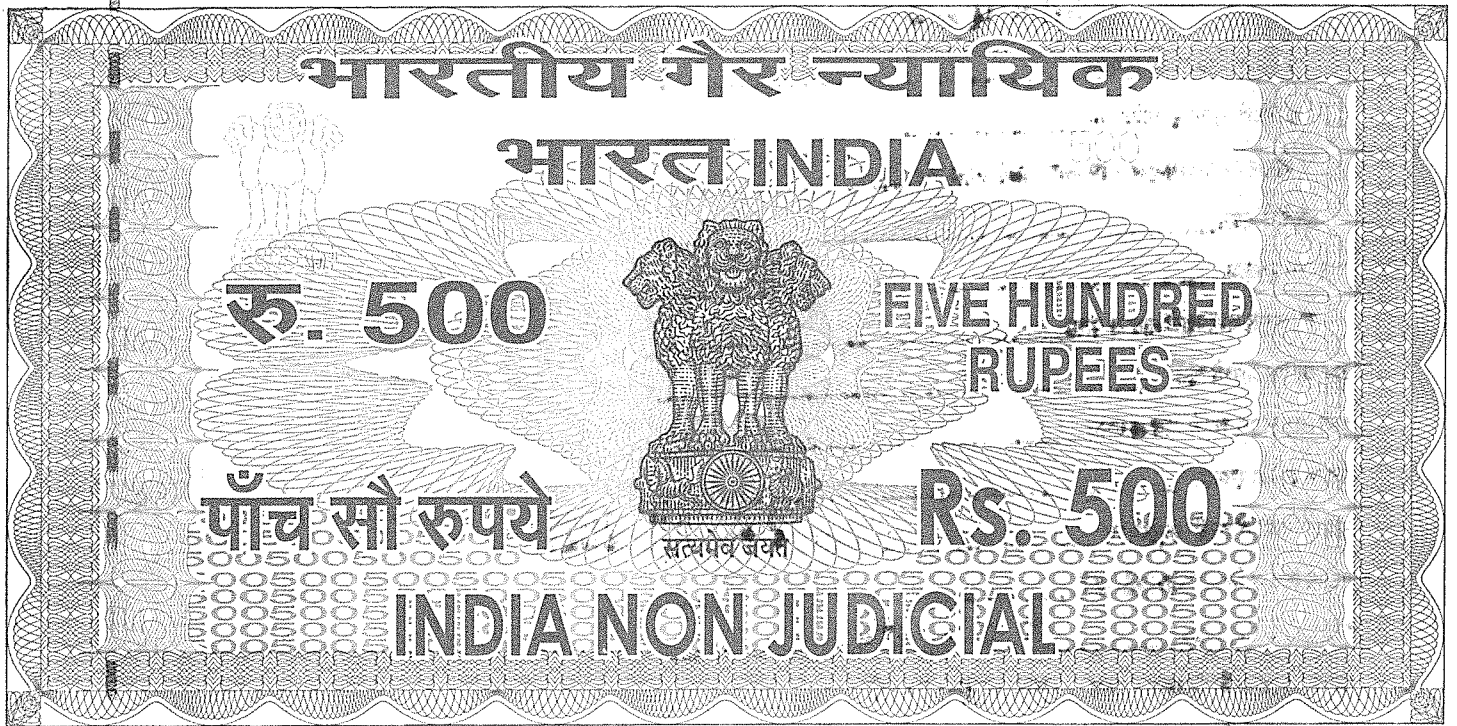 भारतीय गैर न्यायिक
भारत INDIA
रु. 500
FIVE HUNDRED
RUPEES
पाँच सौ रुपये
सत्यमेव जयते
Rs. 500
INDIA NON JUDICIAL